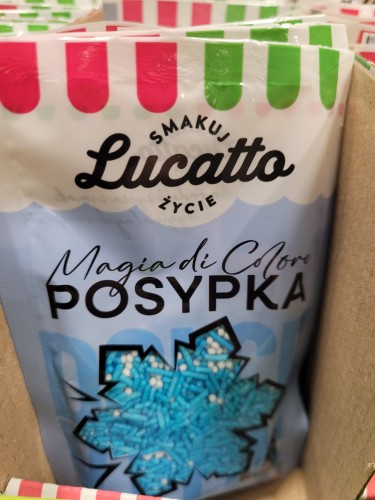 SMAKUJ
Lucatto
ŻYCIE
Magia di Colore
POSYPKA